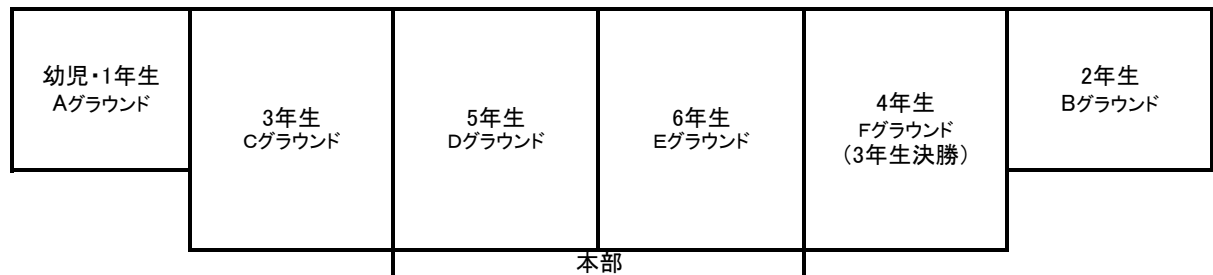 幼児・1年生
Aグラウンド
3年生
Cグラウンド
5年生
Dグラウンド
6年生
Eグラウンド
4年生
Fグラウンド
(3年生決勝)
2年生
Bグラウンド
本部